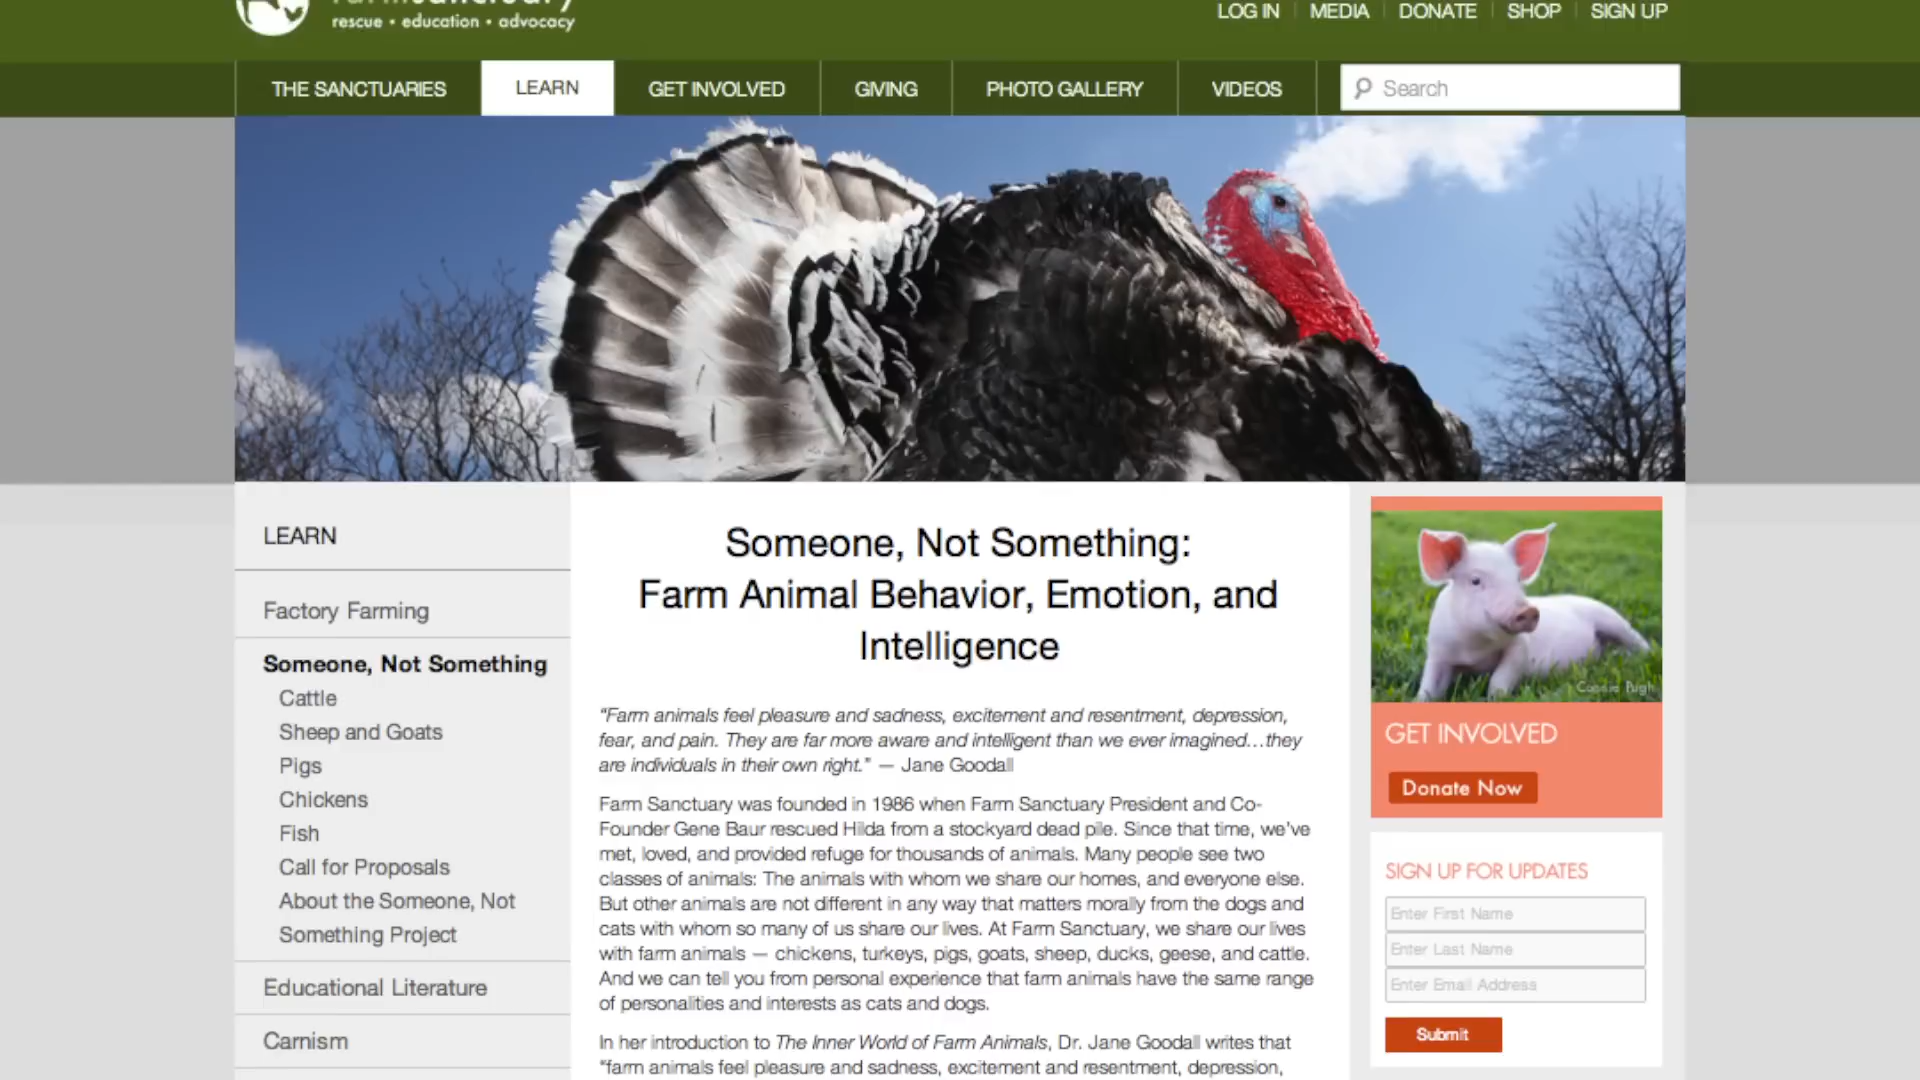 rescue • education • advocacy
LOG IN
MEDIA
DONATE
SHOP
SIGN UP
THE SANCTUARIES
LEARN
GET INVOLVED
GIVING
PHOTO GALLERY
VIDEOS
Search
LEARN
Factory Farming
Someone, Not Something
Cattle
Sheep and Goats
Pigs
Chickens
Fish
Call for Proposals
About the Someone, Not
Something Project
Educational Literature
Carnism
Someone, Not Something:
Farm Animal Behavior, Emotion, and
Intelligence
“Farm animals feel pleasure and sadness, excitement and resentment, depression,
fear, and pain. They are far more aware and intelligent than we ever imagined…they
are individuals in their own right.” — Jane Goodall
Farm Sanctuary was founded in 1986 when Farm Sanctuary President and Co-
Founder Gene Baur rescued Hilda from a stockyard dead pile. Since that time, we’ve
met, loved, and provided refuge for thousands of animals. Many people see two
classes of animals: The animals with whom we share our homes, and everyone else.
But other animals are not different in any way that matters morally from the dogs and
cats with whom so many of us share our lives. At Farm Sanctuary, we share our lives
with farm animals — chickens, turkeys, pigs, goats, sheep, ducks, geese, and cattle.
And we can tell you from personal experience that farm animals have the same range
of personalities and interests as cats and dogs.
In her introduction to The Inner World of Farm Animals, Dr. Jane Goodall writes that
“farm animals feel pleasure and sadness, excitement and resentment, depression,
Connie Pugh
GET INVOLVED
Donate Now
SIGN UP FOR UPDATES
Enter First Name
Enter Last Name
Enter Email Address
Submit